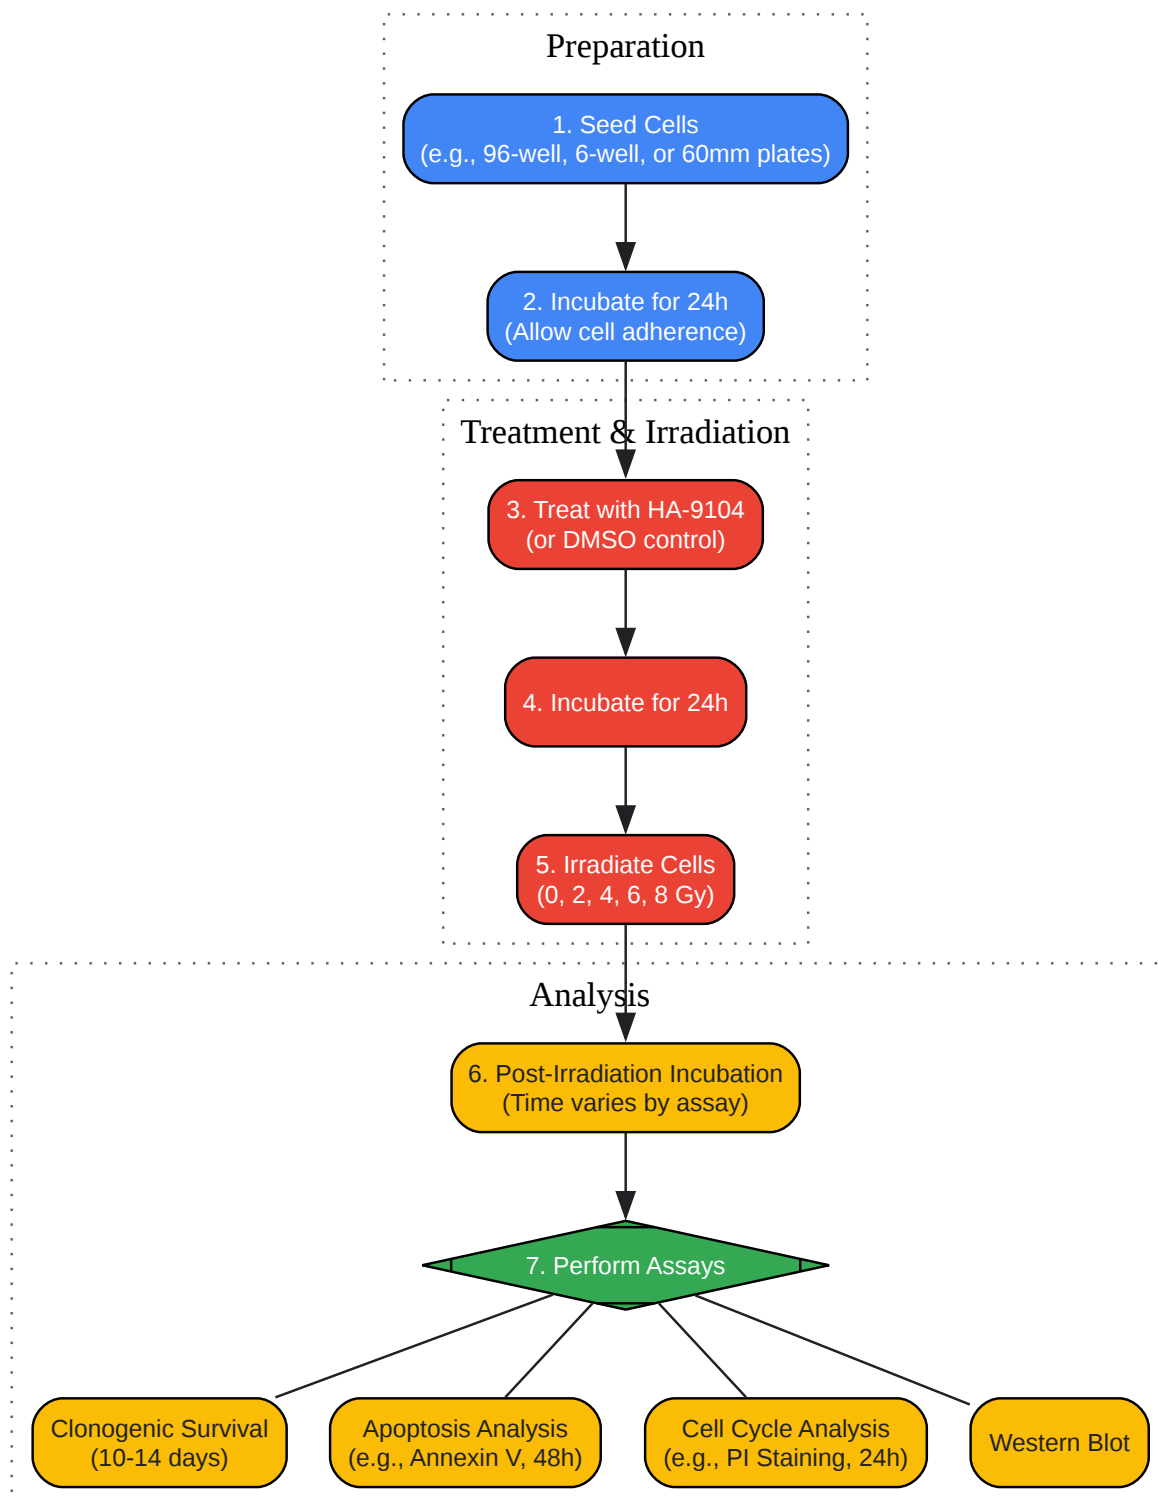 Preparation
1. Seed Cells
(e.g., 96-well, 6-well, or 60mm plates)
2. Incubate for 24h
(Allow cell adherence)
Treatment & Irradiation
3. Treat with HA-9104
(or DMSO control)
4. Incubate for 24h
5. Irradiate Cells
(0, 2, 4, 6, 8 Gy)
Analysis
6. Post-Irradiation Incubation
(Time varies by assay)
7. Perform Assays
Clonogenic Survival
(10-14 days)
Apoptosis Analysis
(e.g., Annexin V, 48h)
Cell Cycle Analysis
(e.g., PI Staining, 24h)
Western Blot